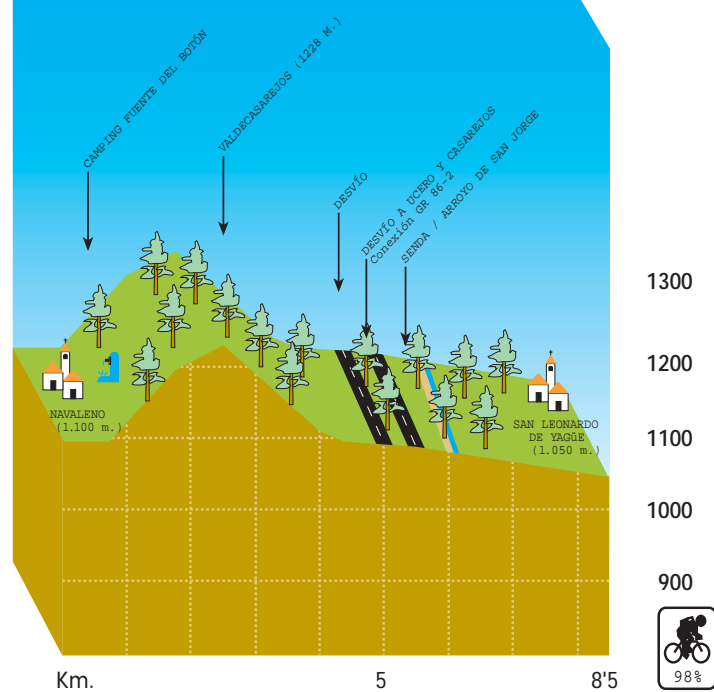 CAMPING FUENTE DEL BOTÓN
VALDECASAREJOS (1228 M.)
DESVÍO
DESVÍO A UCERO Y CASAREJOS
Conexión GR 86-2
SENDA / ARROYO DE SAN JORGE
1300
1200
1100
1000
900
NAVALENO
(1.100 m.)
SAN LEONARDO
DE YAGÜE
(1.050 m.)
Km.
5
8'5
98%